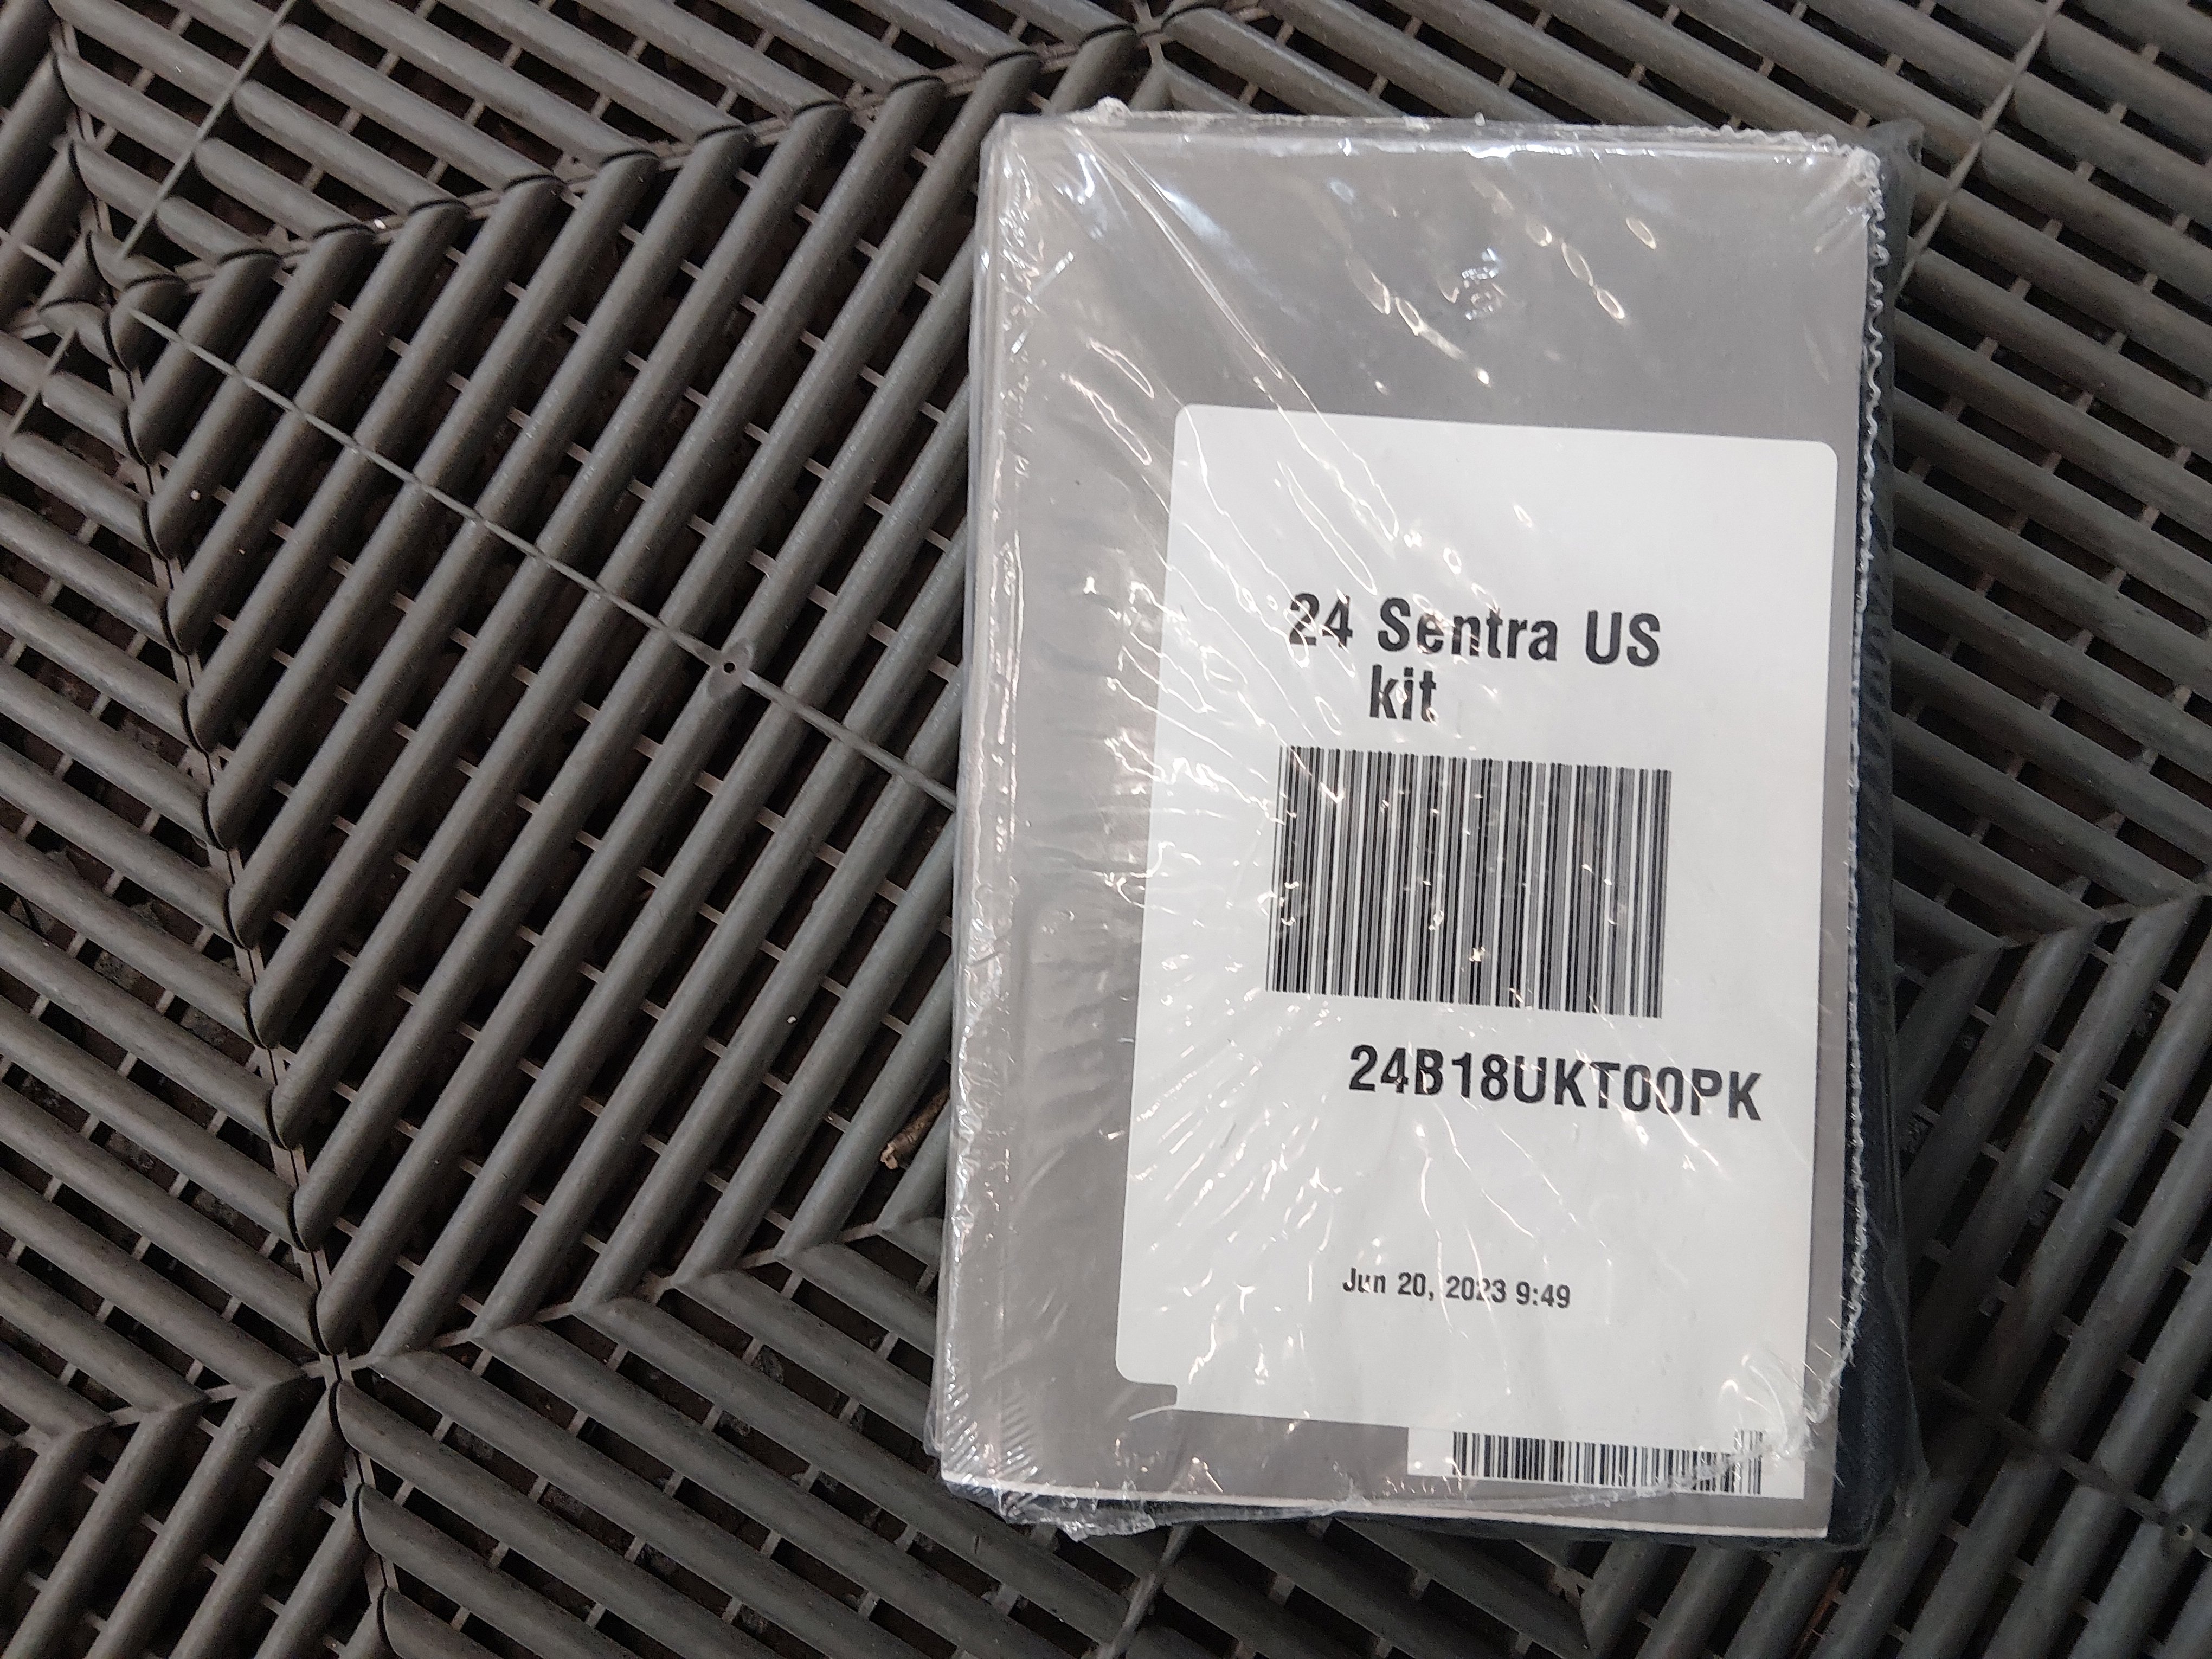 24 Sentra US
kit
24B18UKT00PK
Jun 20, 2023 9:49